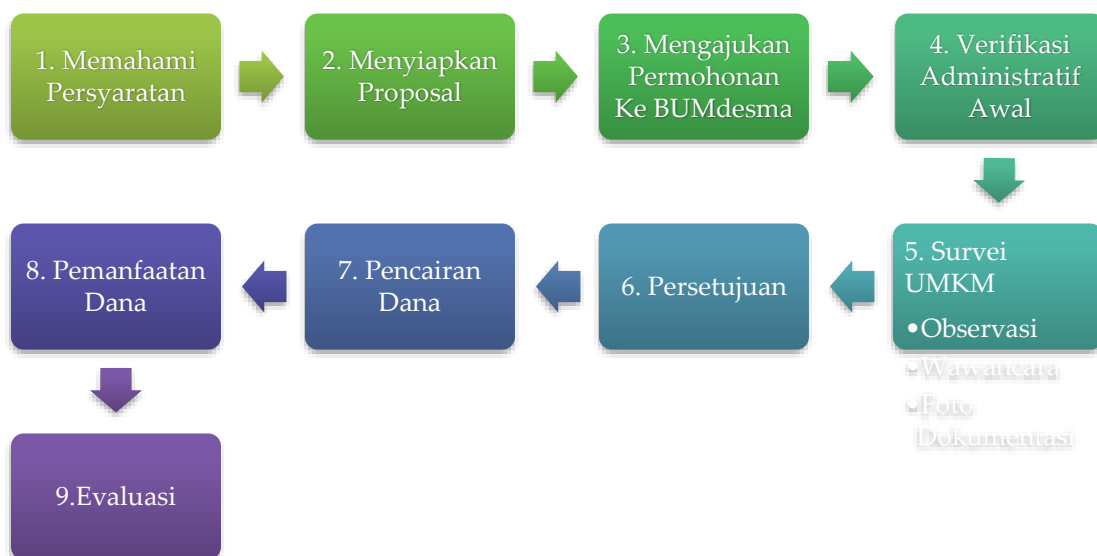 1. Memahami
Persyaratan
2. Menyiapkan
Proposal
3. Mengajukan
Permohonan
Ke BUMdesma
4. Verifikasi
Administratif
Awal
5. Survei
UMKM
•Observasi
•Wawancara
•Foto
Dokumentasi
6. Persetujuan
7. Pencairan
Dana
8. Pemanfaatan
Dana
9.Evaluasi